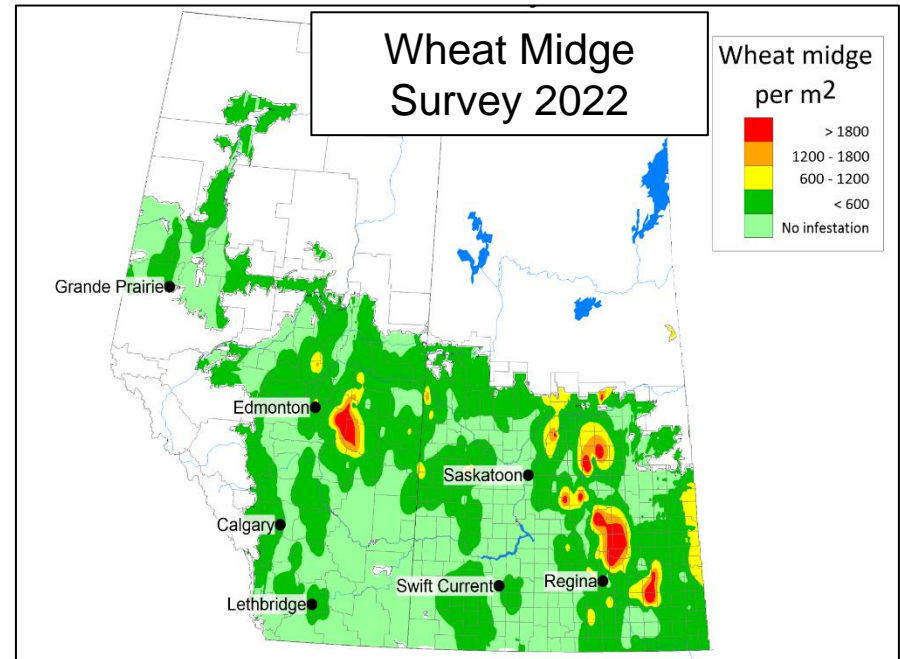 Wheat Midge
Survey 2022
Wheat midge
per m2
> 1800
1200 - 1800
600 - 1200
< 600
No infestation
Grande Prairie
Edmonton
Saskatoon
Calgary
Swift Current
Regina
Lethbridge